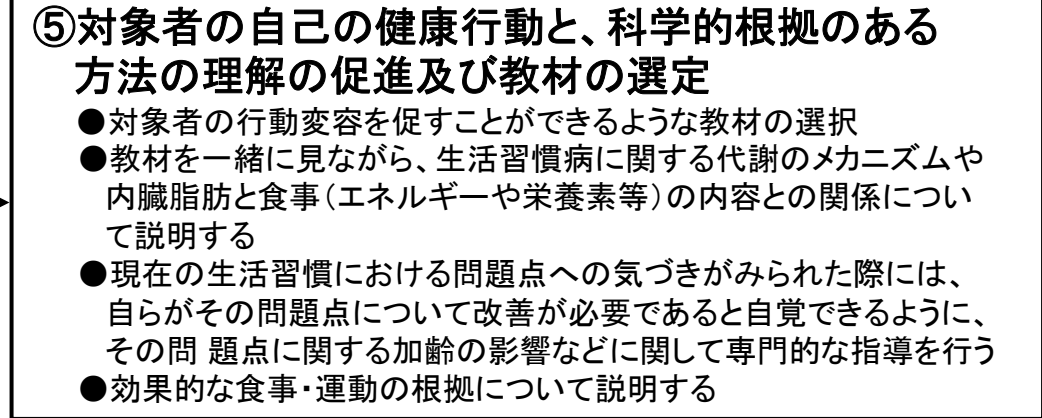 ⑤対象者の自己の健康行動と、科学的根拠のある
方法の理解の促進及び教材の選定
●対象者の行動変容を促すことができるような教材の選択
●教材を一緒に見ながら、生活習慣病に関する代謝のメカニズムや
内臓脂肪と食事（エネルギーや栄養素等）の内容との関係につい
て説明する
●現在の生活習慣における問題点への気づきがみられた際には、
自らがその問題点について改善が必要であると自覚できるように、
その問 題点に関する加齢の影響などに関して専門的な指導を行う
●効果的な食事・運動の根拠について説明する